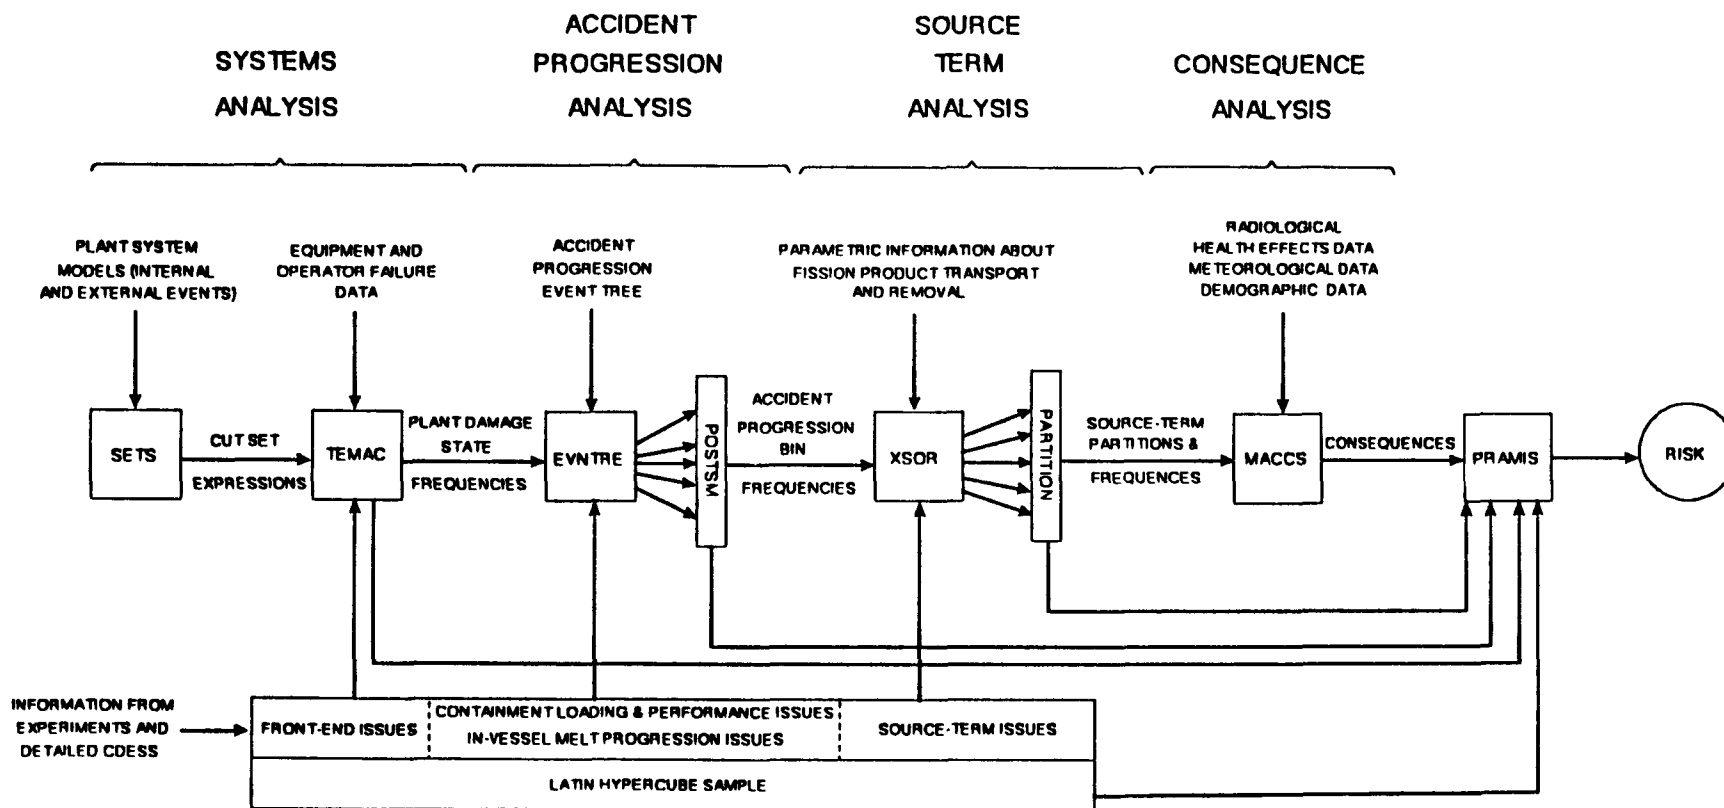 SYSTEMS
ANALYSIS
ACCIDENT
PROGRESSION
ANALYSIS
SOURCE
TERM
ANALYSIS
CONSEQUENCE
ANALYSIS
PLANT SYSTEM
MODELS (INTERNAL
AND EXTERNAL EVENTS)
EQUIPMENT AND
OPERATOR FAILURE
DATA
ACCIDENT
PROGRESSION
EVENT TREE
PARAMETRIC INFORMATION ABOUT
FISSION PRODUCT TRANSPORT
AND REMOVAL
RADIOLOGICAL
HEALTH EFFECTS DATA
METEOROLOGICAL DATA
DEMOGRAPHIC DATA
SETS
CUT SET
EXPRESSIONS
TEMAC
PLANT DAMAGE
STATE
FREQUENCIES
EVNTRE
POSTSM
ACCIDENT
PROGRESSION
BIN
FREQUENCIES
XSOR
PARTITION
SOURCE-TERM
PARTITIONS &
FREQUENCES
MACCS
CONSEQUENCES
PRAMIS
RISK
INFORMATION FROM
EXPERIMENTS AND
DETAILED CDESS
FRONT-END ISSUES
CONTAINMENT LOADING & PERFORMANCE ISSUES
IN-VESSEL MELT PROGRESSION ISSUES
SOURCE-TERM ISSUES
LATIN HYPERCUBE SAMPLE